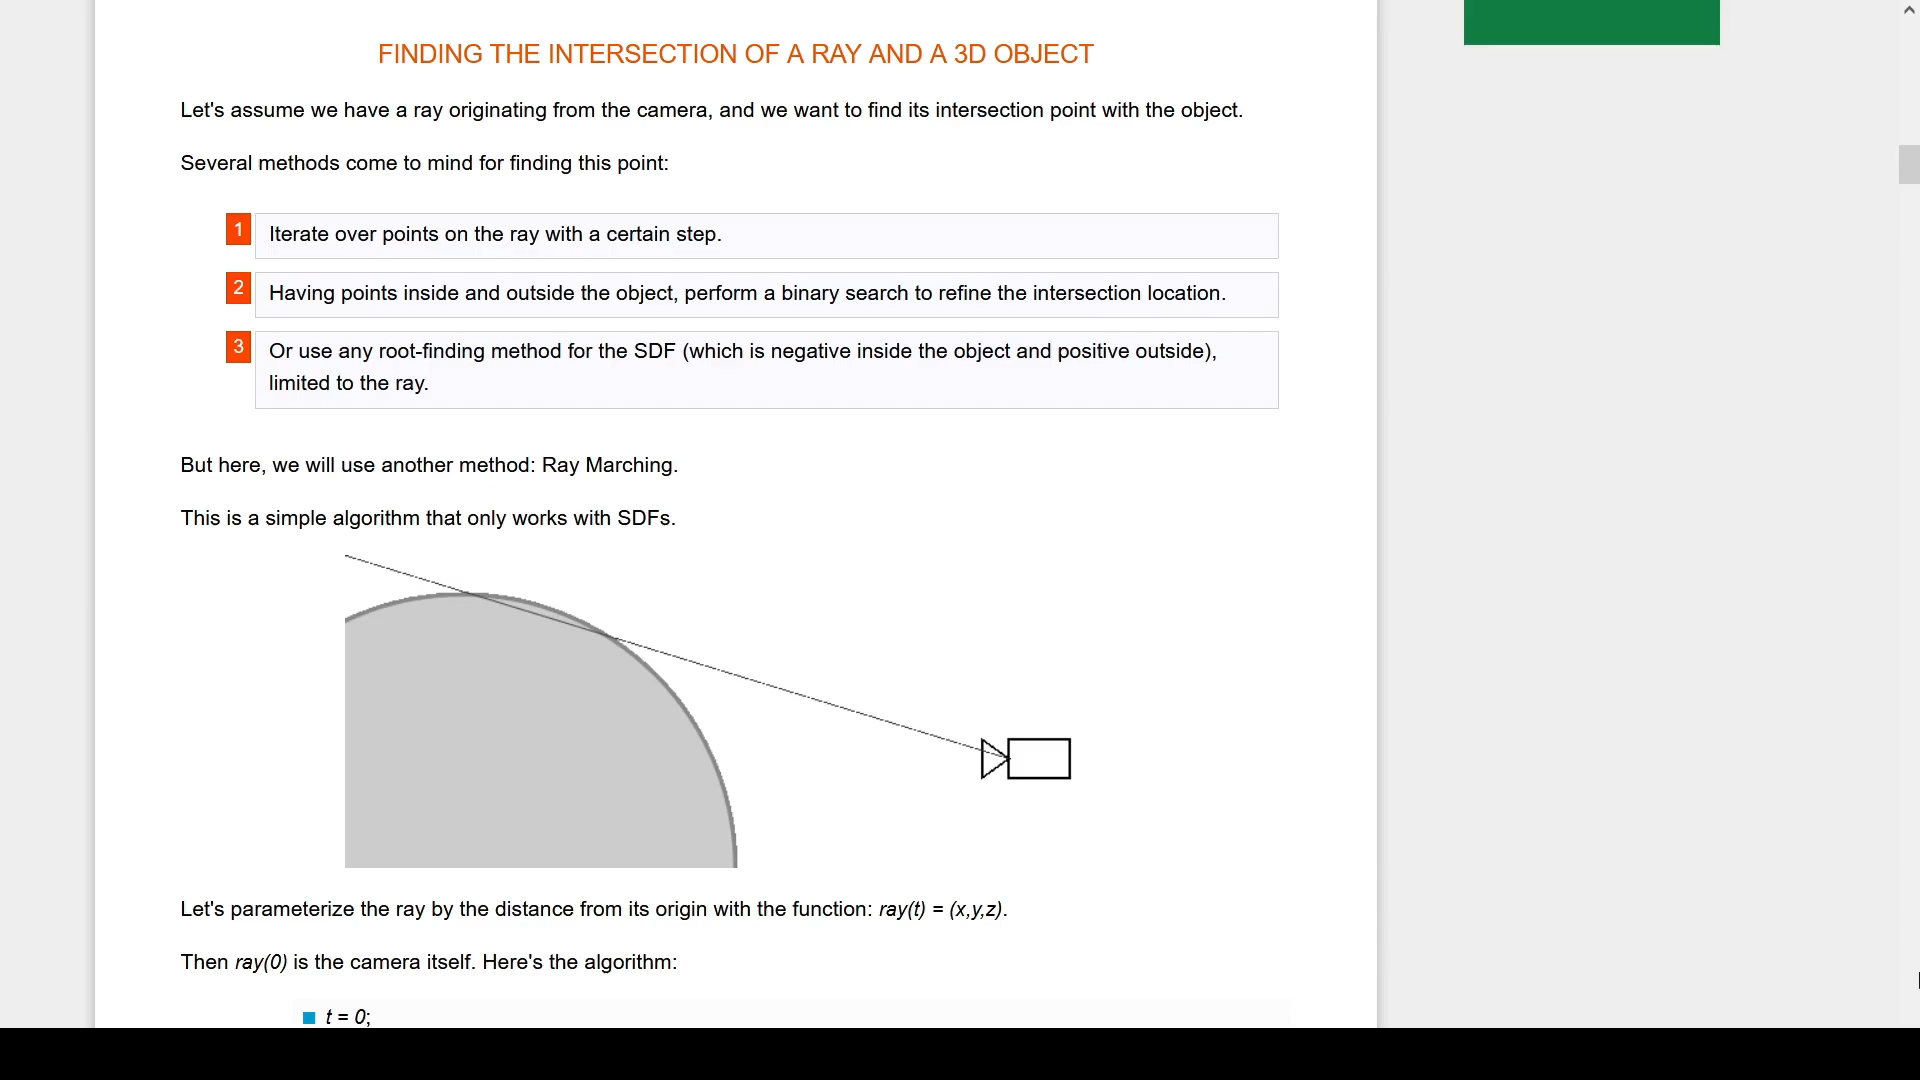 FINDING THE INTERSECTION OF A RAY AND A 3D OBJECT
Let's assume we have a ray originating from the camera, and we want to find its intersection point with the object.
Several methods come to mind for finding this point:
1 Iterate over points on the ray with a certain step.
2 Having points inside and outside the object, perform a binary search to refine the intersection location.
3 Or use any root-finding method for the SDF (which is negative inside the object and positive outside),
limited to the ray.
But here, we will use another method: Ray Marching.
This is a simple algorithm that only works with SDFs.
Let's parameterize the ray by the distance from its origin with the function: ray(t) = (x,y,z).
Then ray(0) is the camera itself. Here's the algorithm:
t = 0;